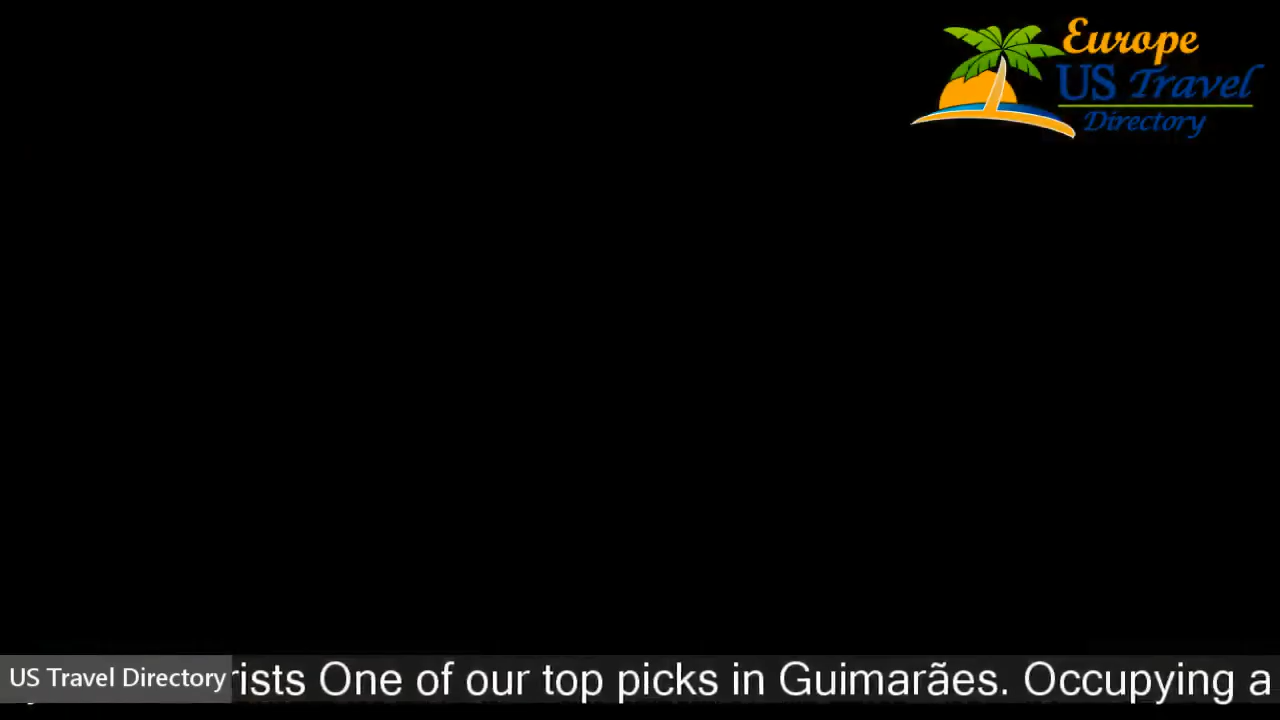 Europe
US Travel
Directory
US Travel Directory
rists One of our top picks in Guimarães. Occupying a